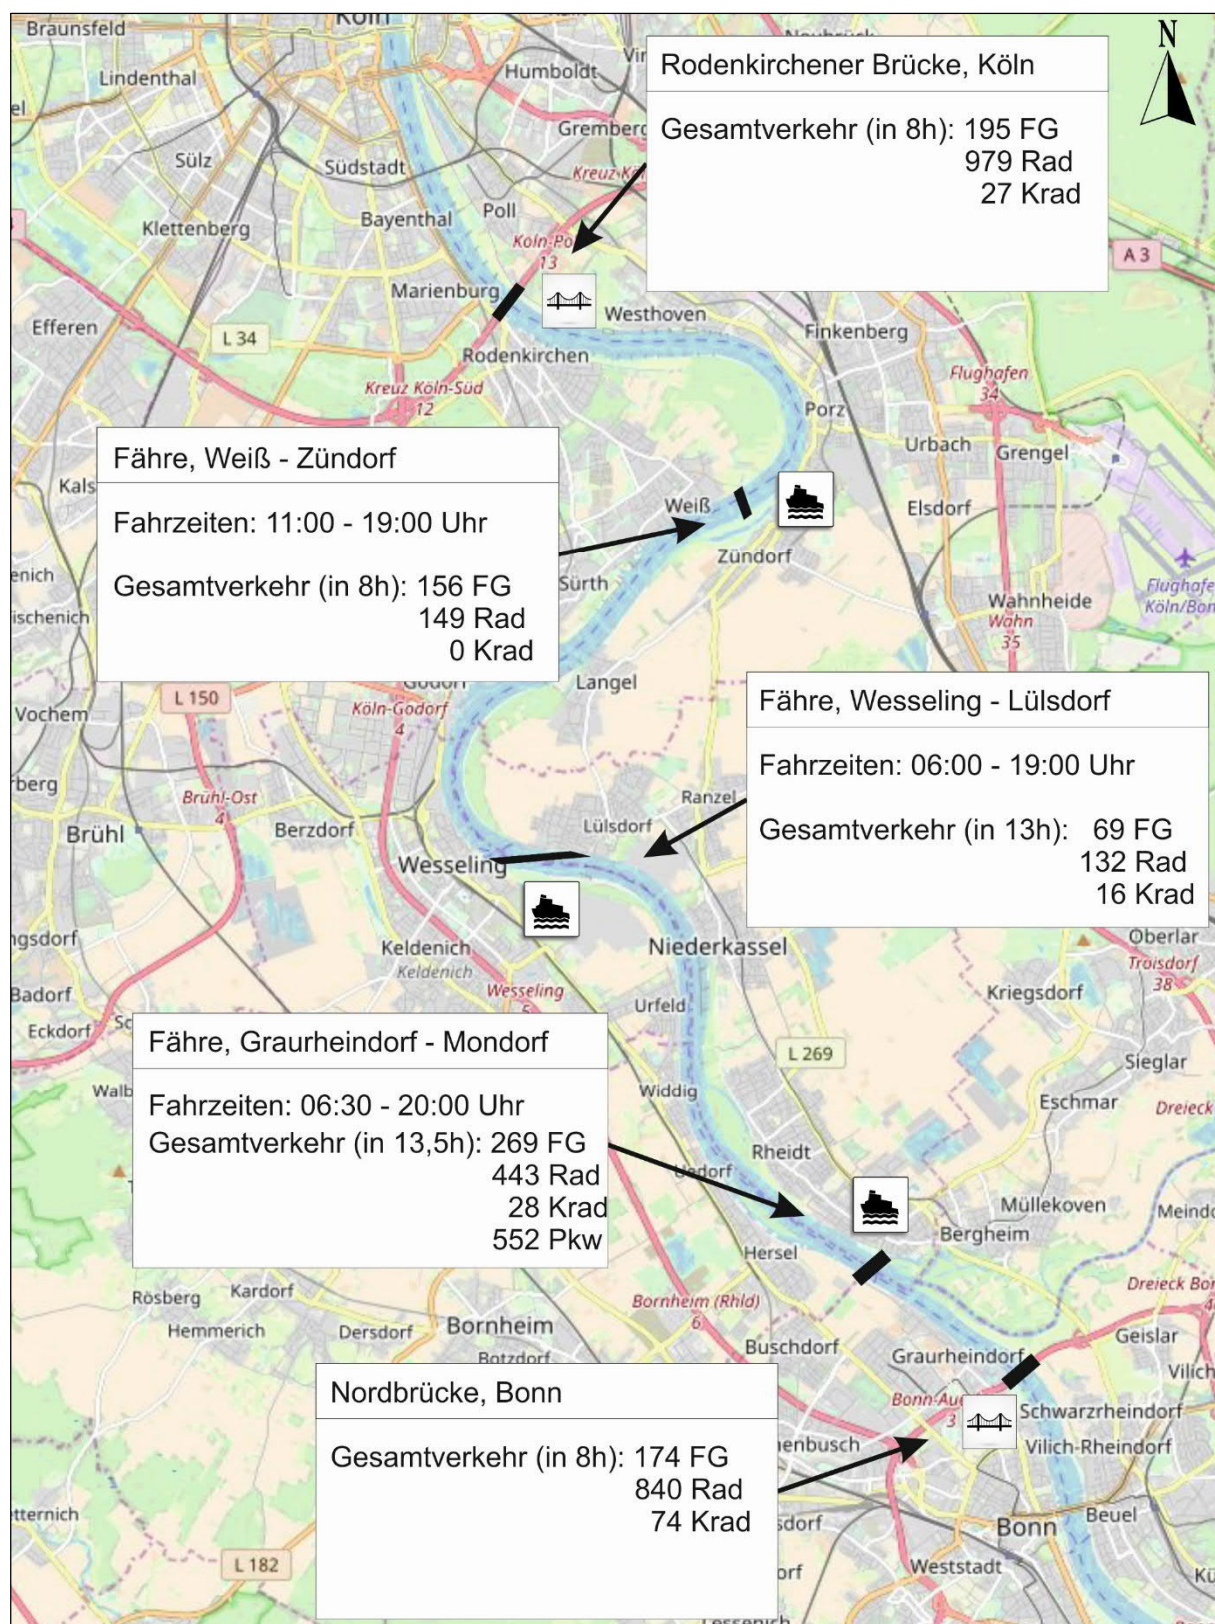 Köln
Braunsfeld
Lindenthal
Humboldt
N
Rodenkirchener Brücke, Köln
Gesamtverkehr (in 8h): 195 FG
979 Rad
27 Krad
Sülz
Südstadt
Klettenberg
Bayenthal
Poll
13
A 3
Marienburg
Westhoven
Efferen
L 34
Finkenberg
Rodenkirchen
Kreuz Köln-Süd
12
Flughafen
34
Porz
Urbach
Grengel
Fähre, Weiß - Zündorf
Fahrzeiten: 11:00 - 19:00 Uhr
Gesamtverkehr (in 8h): 156 FG
149 Rad
0 Krad
Weiß
Elsdorf
Zündorf
Sürth
Wahnheide
Wahn
35
L 150
Langel
Vochem
Köln-Godorf
4
Fähre, Wesseling - Lülsdorf
Fahrzeiten: 06:00 - 19:00 Uhr
Gesamtverkehr (in 13h): 69 FG
132 Rad
16 Krad
Brühl-Ost
4
Ranzel
Brühl
Berzdorf
Lülsdorf
Wesseling
Niederkassel
Oberlar
Troisdorf
38
Keldenich
Keldenich
Wesseling
Badorf
Eckdorf
Urfeld
Kriegsdorf
L 269
Sieglar
Fähre, Graurheindorf - Mondorf
Fahrzeiten: 06:30 - 20:00 Uhr
Gesamtverkehr (in 13,5h): 269 FG
443 Rad
28 Krad
552 Pkw
Widdig
Eschmar
Dreieck
Rheidt
Müllekoven
Bergheim
Hersel
Rösberg
Kardorf
Bornheim (Rhld)
6
Hemmerich
Dersdorf
Bornheim
Botzdorf
Buschdorf
Geislar
Graurheindorf
Nordbrücke, Bonn
Gesamtverkehr (in 8h): 174 FG
840 Rad
74 Krad
3
Schwarzrheindorf
Vilich-Rheindorf
Beuel
Bonn
L 182
Weststadt